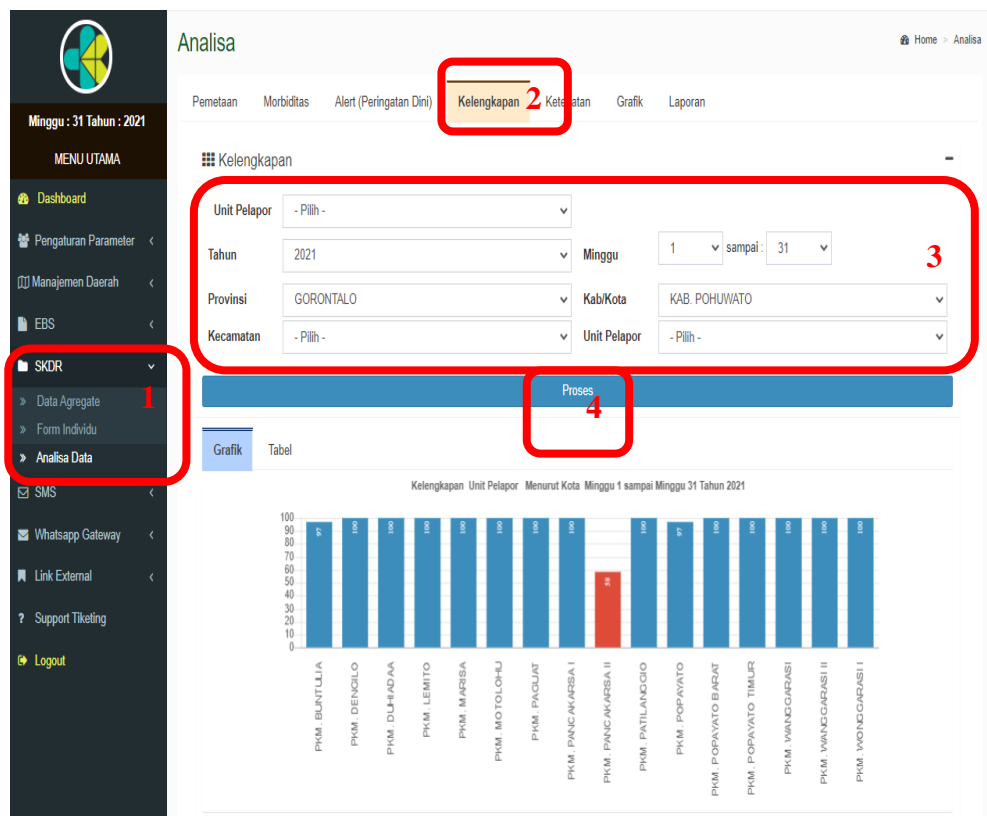 Analisa
Home > Analisa
Minggu : 31 Tahun : 2021
MENU UTAMA
Dashboard
Pengaturan Parameter
Manajemen Daerah
EBS
SKDR
1
Data Agregate
Form Individu
Analisa Data
SMS
Whatsapp Gateway
Link External
? Support Tiketing
Logout
Pemetaan Morbiditas Alert (Peringatan Dini) Kelengkapan 2 Ketepatan Grafik Laporan
Kelengkapan
Unit Pelapor - Pilih -
Tahun 2021 Minggu 1 sampai : 31
3
Provinsi GORONTALO Kab/Kota KAB. POHUWATO
Kecamatan - Pilih - Unit Pelapor - Pilih -
Proses
4
Grafik Tabel
Kelengkapan Unit Pelapor Menurut Kota Minggu 1 sampai Minggu 31 Tahun 2021
100
90
80
70
60
50
40
30
20
10
0
97 100 100 100 100 100 100 100 58 100 97 100 100 100 100 100
PKM. BUNTULIA
PKM. DENGILO
PKM. DUHIADAA
PKM. LEMITO
PKM. MARISA
PKM. MOTOLOHU
PKM. PAGUAT
PKM. PANCAKARSA I
PKM. PANCAKARSA II
PKM. PATILANGGIO
PKM. POPAYATO
PKM. POPAYATO BARAT
PKM. POPAYATO TIMUR
PKM. WANGGARASI
PKM. WANGGARASI II
PKM. WONGGARASI I